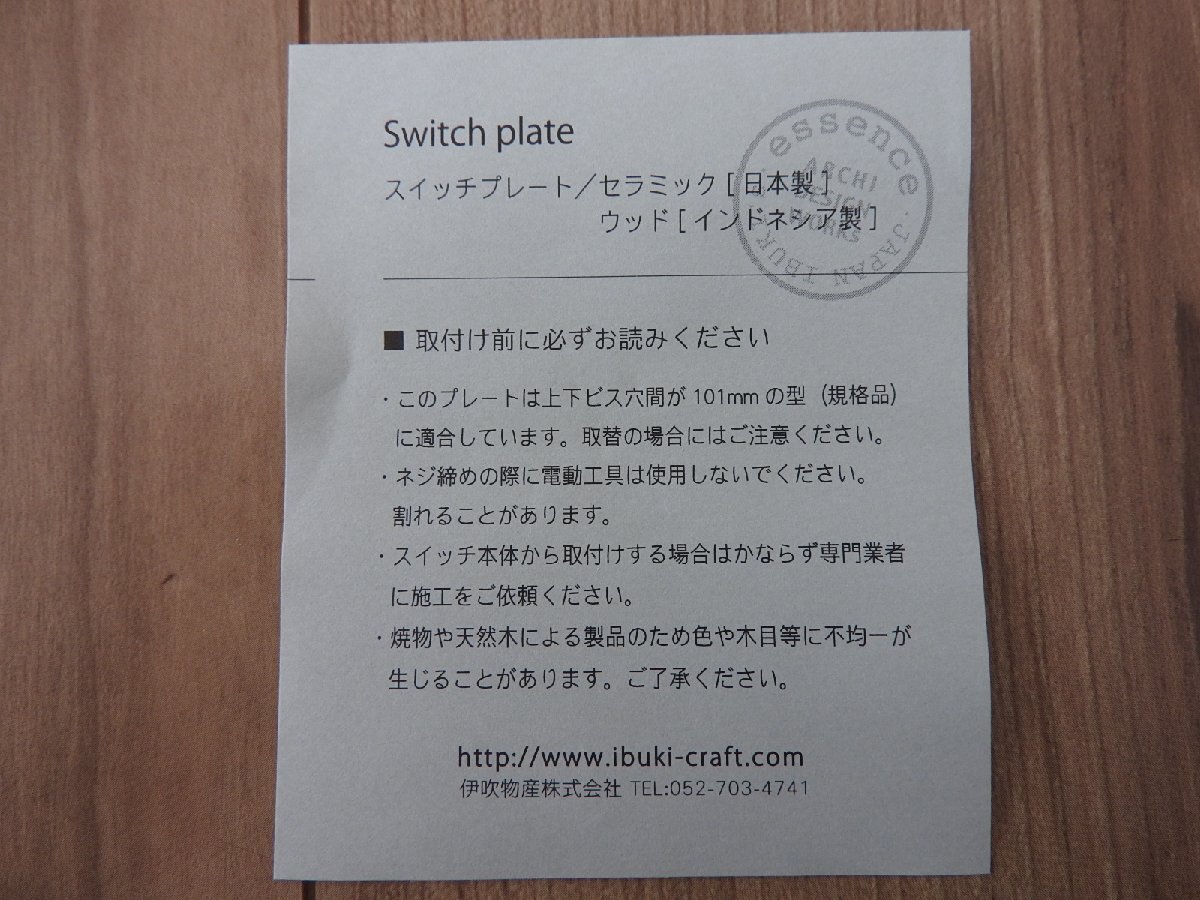 Switch plate
スイッチプレート／セラミック [ 日本製 ]
ウッド [ インドネシア製 ]
essence
ARCHI
DESIGN
WORKS
JAPAN IBUKI
■ 取付け前に必ずお読みください
・このプレートは上下ビス穴間が 101mm の型（規格品）
に適合しています。取替の場合にはご注意ください。
・ネジ締めの際に電動工具は使用しないでください。
割れることがあります。
・スイッチ本体から取付けする場合はかならず専門業者
に施工をご依頼ください。
・焼物や天然木による製品のため色や木目等に不均一が
生じることがあります。ご了承ください。
http://www.ibuki-craft.com
伊吹物産株式会社 TEL:052-703-4741